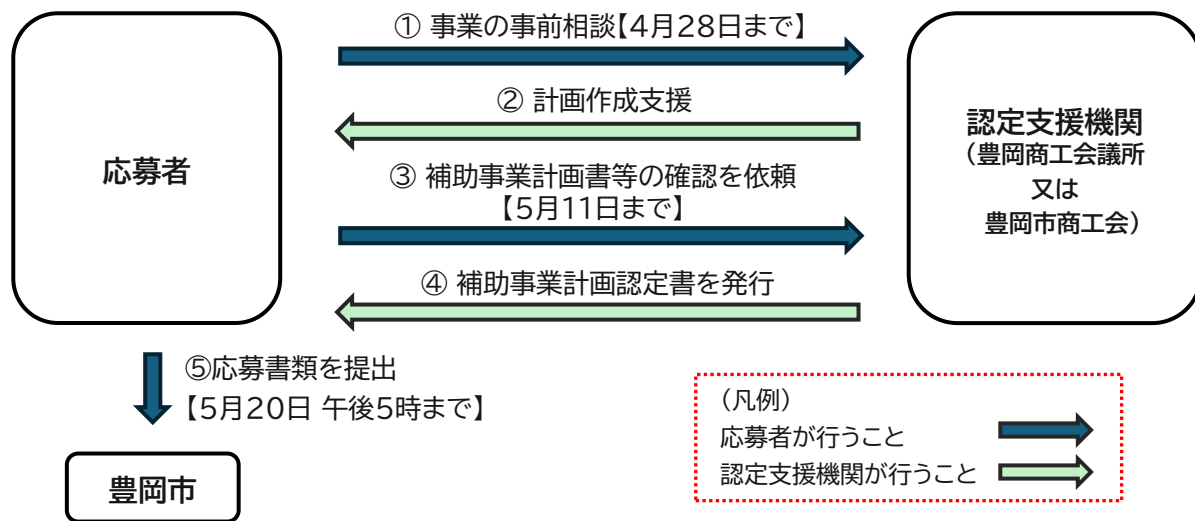 ① 事業の事前相談【4月28日まで】
② 計画作成支援
応募者
③ 補助事業計画書等の確認を依頼
【5月11日まで】
④ 補助事業計画認定書を発行
認定支援機関
(豊岡商工会議所
又は
豊岡市商工会)
⑤応募書類を提出
【5月20日 午後5時まで】
豊岡市
(凡例)
応募者が行うこと
認定支援機関が行うこと